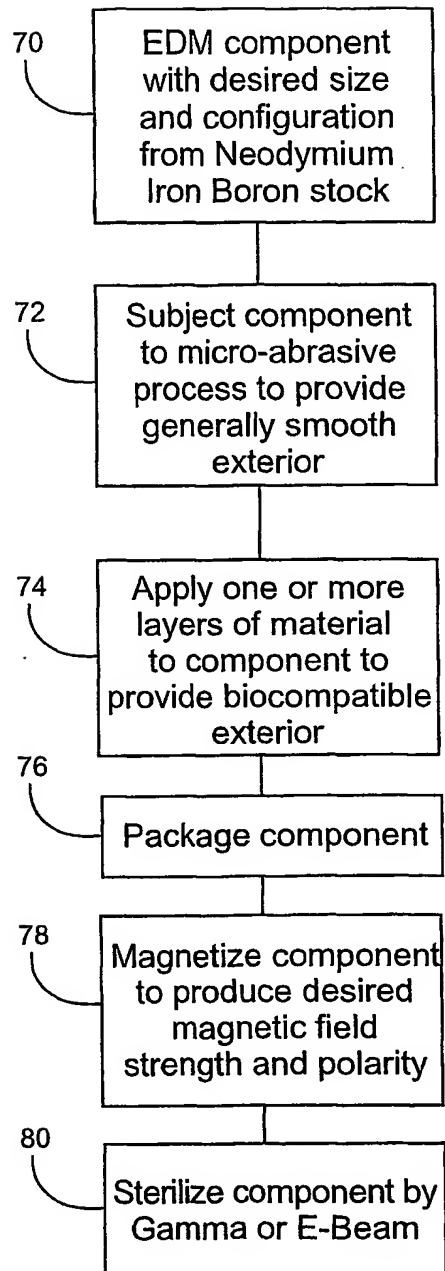 70
EDM component
with desired size
and configuration
from Neodymium
Iron Boron stock
72
Subject component
to micro-abrasive
process to provide
generally smooth
exterior
74
Apply one or more
layers of material
to component to
provide biocompatible
exterior
76
Package component
78
Magnetize component
to produce desired
magnetic field
strength and polarity
80
Sterilize component by
Gamma or E-Beam